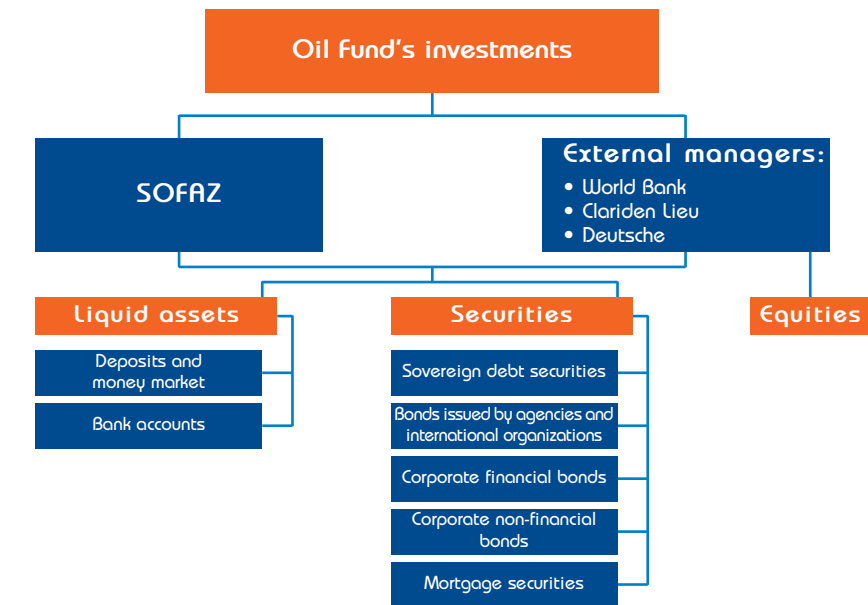 Oil Fund's investments
SOFAZ
External managers:
• World Bank
• Clariden Lieu
• Deutsche
Liquid assets
Deposits and
money market
Bank accounts
Securities
Sovereign debt securities
Bonds issued by agencies and
international organizations
Corporate financial bonds
Corporate non-financial
bonds
Mortgage securities
Equities